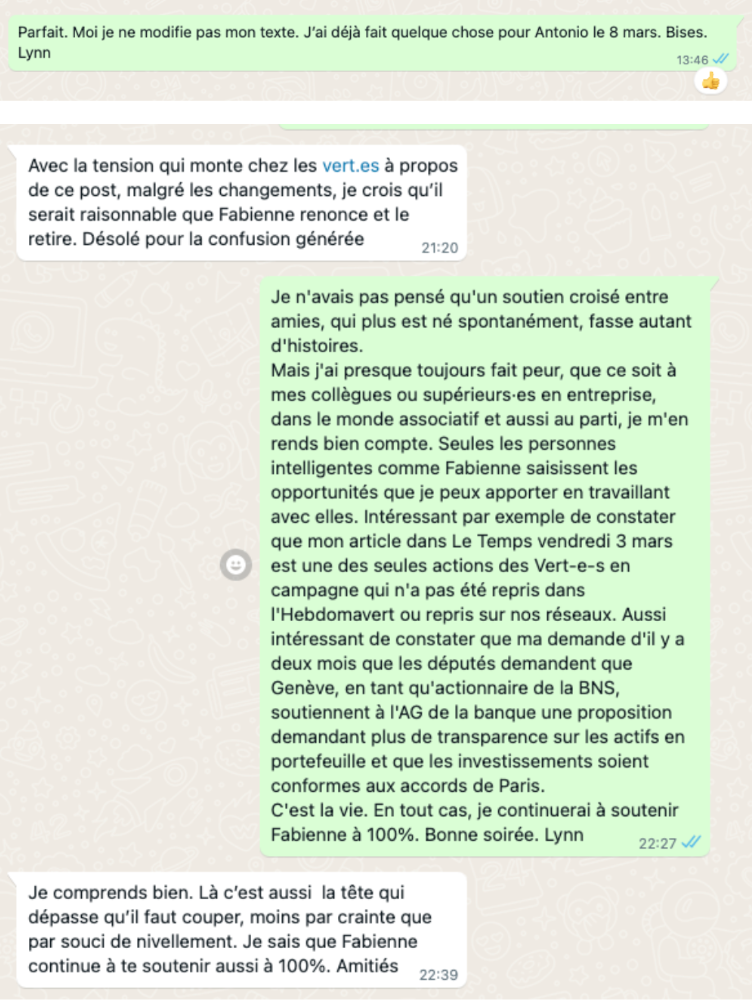 Parfait. Moi je ne modifie pas mon texte. J'ai déjà fait quelque chose pour Antonio le 8 mars. Bises.
Lynn
13:46
Avec la tension qui monte chez les vert.es à propos
de ce post, malgré les changements, je crois qu'il
serait raisonnable que Fabienne renonce et le
retire. Désolé pour la confusion générée
21:20
Je n'avais pas pensé qu'un soutien croisé entre
amies, qui plus est né spontanément, fasse autant
d'histoires.
Mais j'ai presque toujours fait peur, que ce soit à
mes collègues ou supérieurs·es en entreprise,
dans le monde associatif et aussi au parti, je m'en
rends bien compte. Seules les personnes
intelligentes comme Fabienne saisissent les
opportunités que je peux apporter en travaillant
avec elles. Intéressant par exemple de constater
que mon article dans Le Temps vendredi 3 mars
est une des seules actions des Vert-e-s en
campagne qui n'a pas été repris dans
l'Hebdomavert ou repris sur nos réseaux. Aussi
intéressant de constater que ma demande d'il y a
deux mois que les députés demandent que
Genève, en tant qu'actionnaire de la BNS,
soutiennent à l'AG de la banque une proposition
demandant plus de transparence sur les actifs en
portefeuille et que les investissements soient
conformes aux accords de Paris.
C'est la vie. En tout cas, je continuerai à soutenir
Fabienne à 100%. Bonne soirée. Lynn
22:27
Je comprends bien. Là c'est aussi  la tête qui
dépasse qu'il faut couper, moins par crainte que
par souci de nivellement. Je sais que Fabienne
continue à te soutenir aussi à 100%. Amitiés
22:39